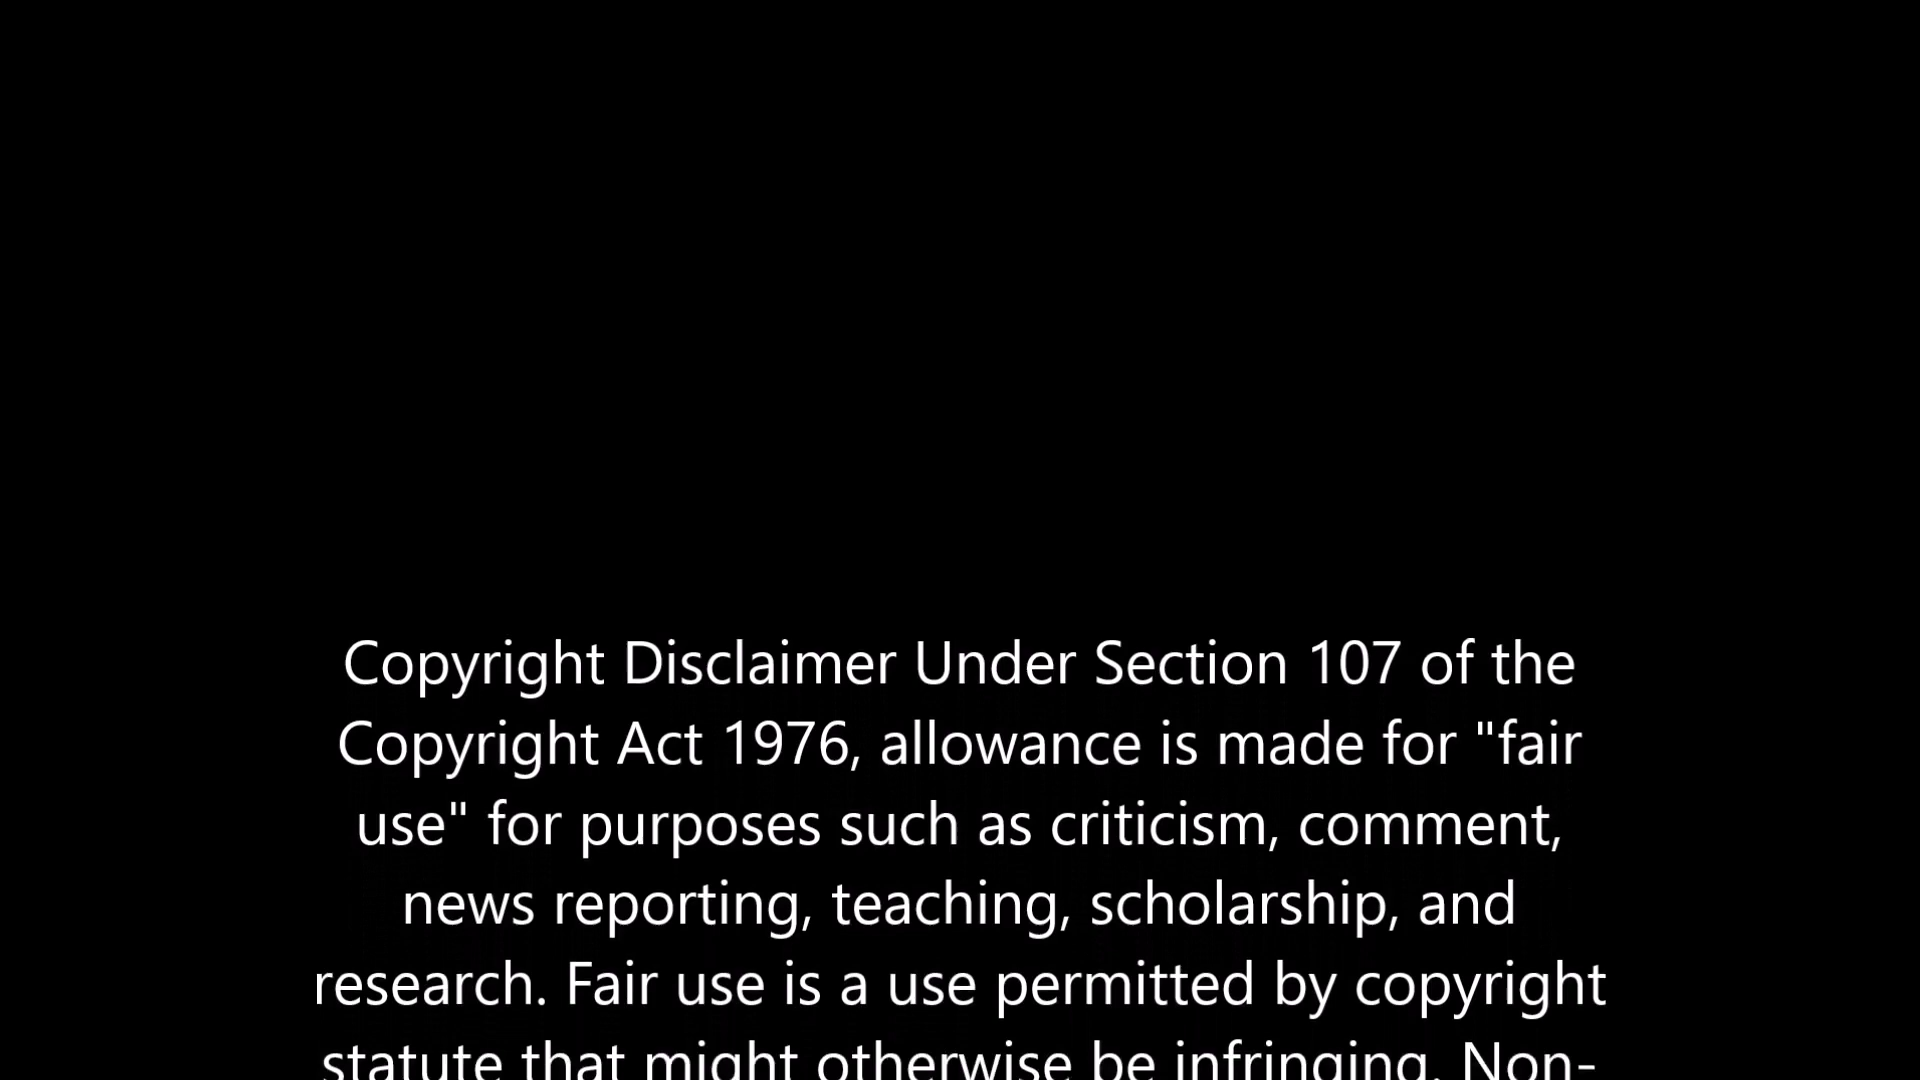 Copyright Disclaimer Under Section 107 of the
Copyright Act 1976, allowance is made for "fair
use" for purposes such as criticism, comment,
news reporting, teaching, scholarship, and
research. Fair use is a use permitted by copyright
statute that might otherwise be infringing. Non-